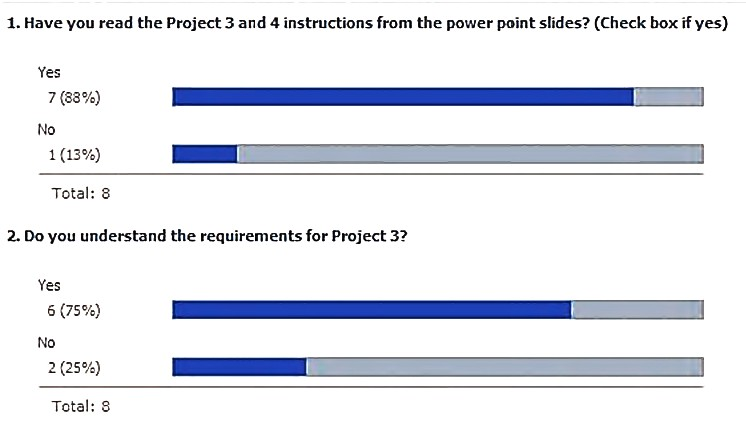 1. Have you read the Project 3 and 4 instructions from the power point slides? (Check box if yes)
Yes
7 (88%)
No
1 (13%)
Total: 8
2. Do you understand the requirements for Project 3?
Yes
6 (75%)
No
2 (25%)
Total: 8